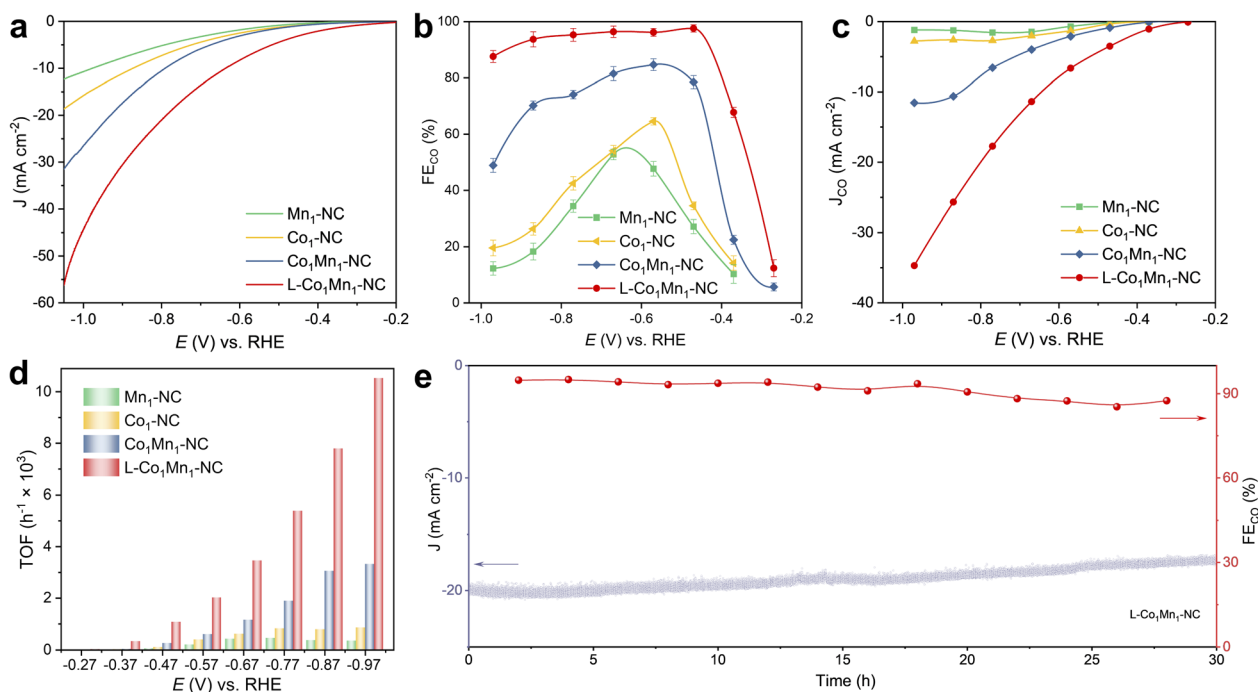 a
J (mA cm⁻²)
0
-10
-20
-30
-40
-50
-60
-1.0
-0.8
-0.6
-0.4
-0.2
E (V) vs. RHE
Mn₁-NC
Co₁-NC
Co₁Mn₁-NC
L-Co₁Mn₁-NC
b
FE_CO (%)
100
80
60
40
20
0
-1.0
-0.8
-0.6
-0.4
-0.2
E (V) vs. RHE
Mn₁-NC
Co₁-NC
Co₁Mn₁-NC
L-Co₁Mn₁-NC
c
J_CO (mA cm⁻²)
0
-10
-20
-30
-40
-1.0
-0.8
-0.6
-0.4
-0.2
E (V) vs. RHE
Mn₁-NC
Co₁-NC
Co₁Mn₁-NC
L-Co₁Mn₁-NC
d
TOF (h⁻¹ × 10³)
10
8
6
4
2
0
-0.27
-0.37
-0.47
-0.57
-0.67
-0.77
-0.87
-0.97
E (V) vs. RHE
Mn₁-NC
Co₁-NC
Co₁Mn₁-NC
L-Co₁Mn₁-NC
e
J (mA cm⁻²)
0
-10
-20
0
5
10
15
20
25
30
Time (h)
90
60
30
0
FE_CO (%)
L-Co₁Mn₁-NC